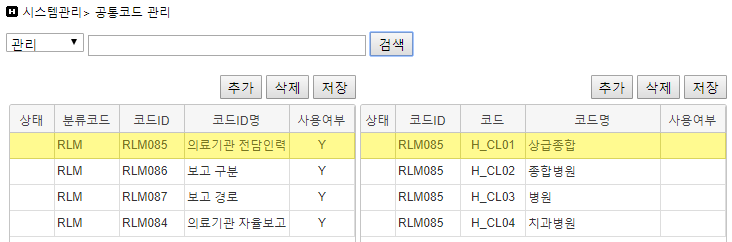 H 시스템관리> 공통코드 관리
관리 ▼ 검색
추가 삭제 저장 추가 삭제 저장
상태 분류코드 코드ID 코드ID명 사용여부 상태 코드ID 코드 코드명 사용여부
RLM RLM085 의료기관 전담인력 Y RLM085 H_CL01 상급종합
RLM RLM086 보고 구분 Y RLM085 H_CL02 종합병원
RLM RLM087 보고 경로 Y RLM085 H_CL03 병원
RLM RLM084 의료기관 자율보고 Y RLM085 H_CL04 치과병원